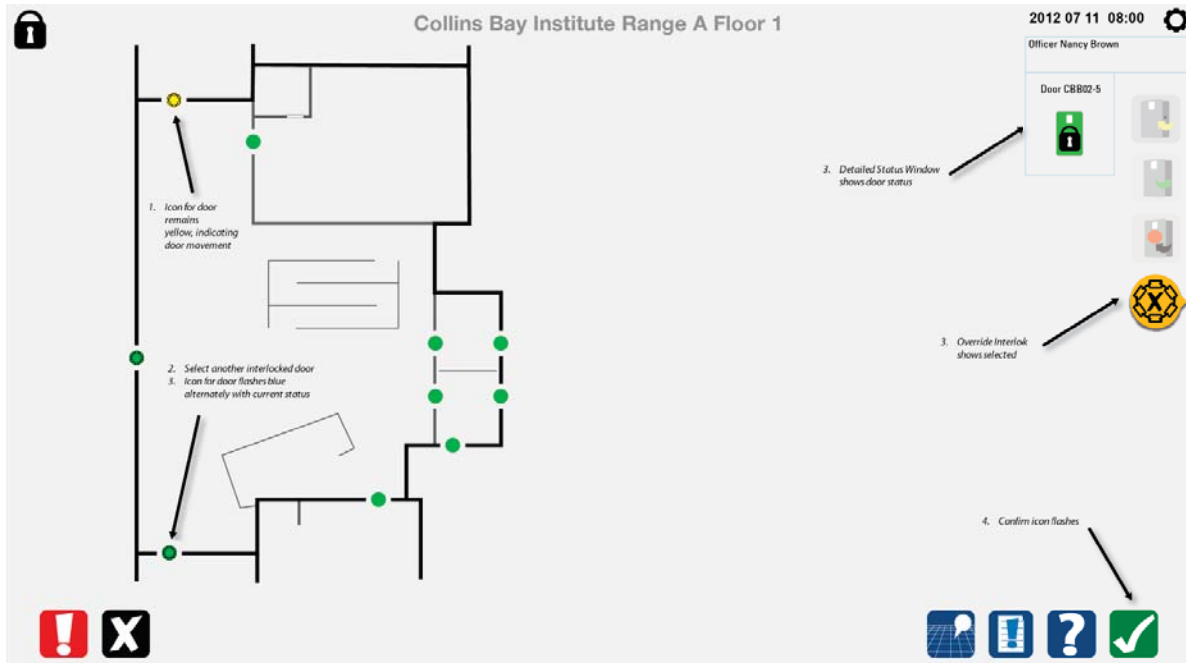 Collins Bay Institute Range A Floor 1
2012 07 11 08:00
Officer Nancy Brown
Door CBB02-5
1. Icon for door
remains
yellow, indicating
door movement
3. Detailed Status Window
shows door status
3. Override Interlok
shows selected
2. Select another interlocked door
3. Icon for door flashes blue
alternately with current status
4. Confirm icon flashes